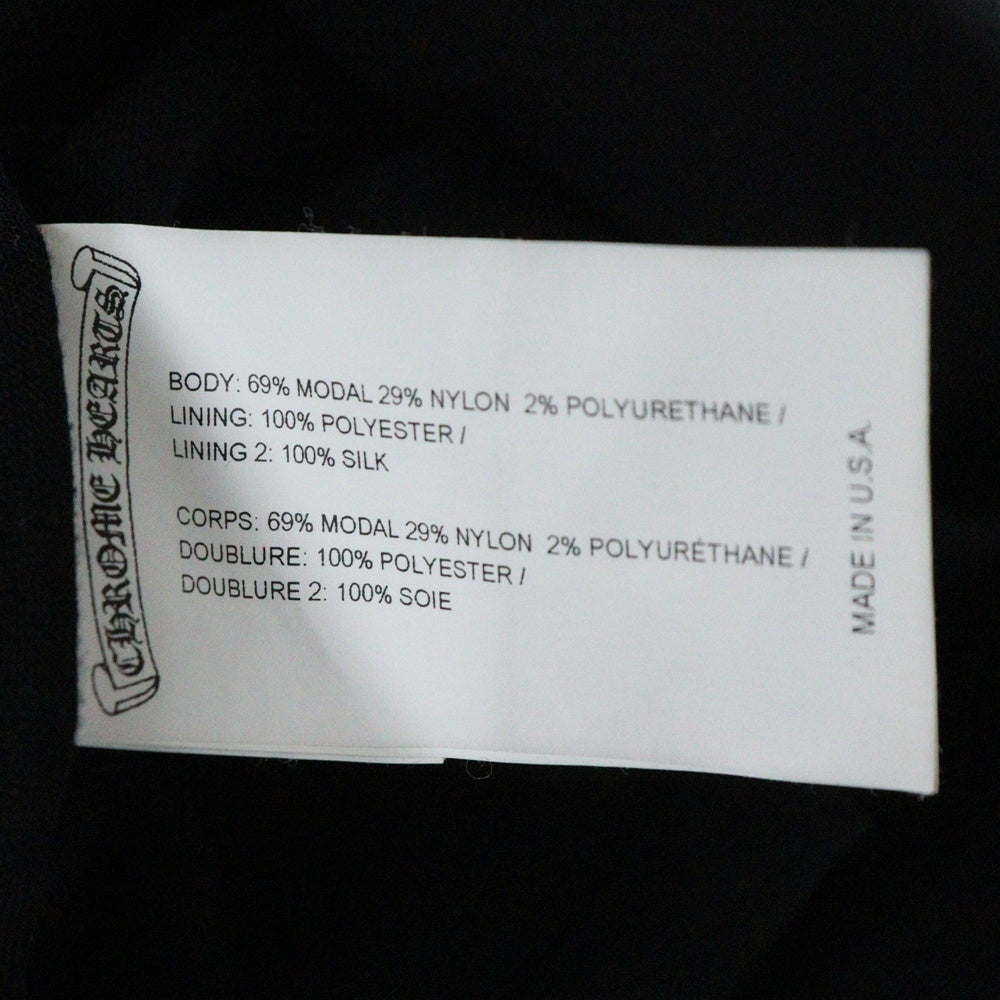 CHROME HEARTS
BODY: 69% MODAL 29% NYLON 2% POLYURETHANE /
LINING: 100% POLYESTER /
LINING 2: 100% SILK
CORPS: 69% MODAL 29% NYLON 2% POLYURÉTHANE /
DOUBLURE: 100% POLYESTER /
DOUBLURE 2: 100% SOIE
MADE IN U.S.A.